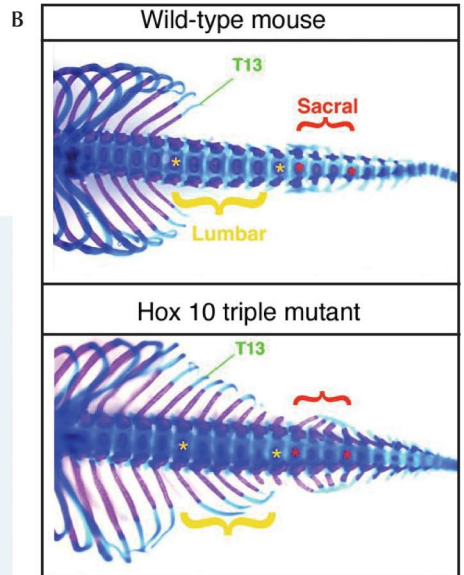 B
Wild-type mouse
T13
Sacral
Lumbar
Hox 10 triple mutant
T13